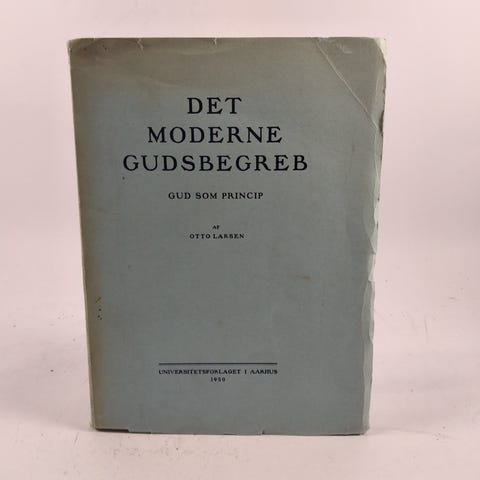 DET
MODERNE
GUDSBEGREB
GUD SOM PRINCIP
AF
OTTO LARSEN
UNIVERSITETSFORLAGET I AARHUS
1950